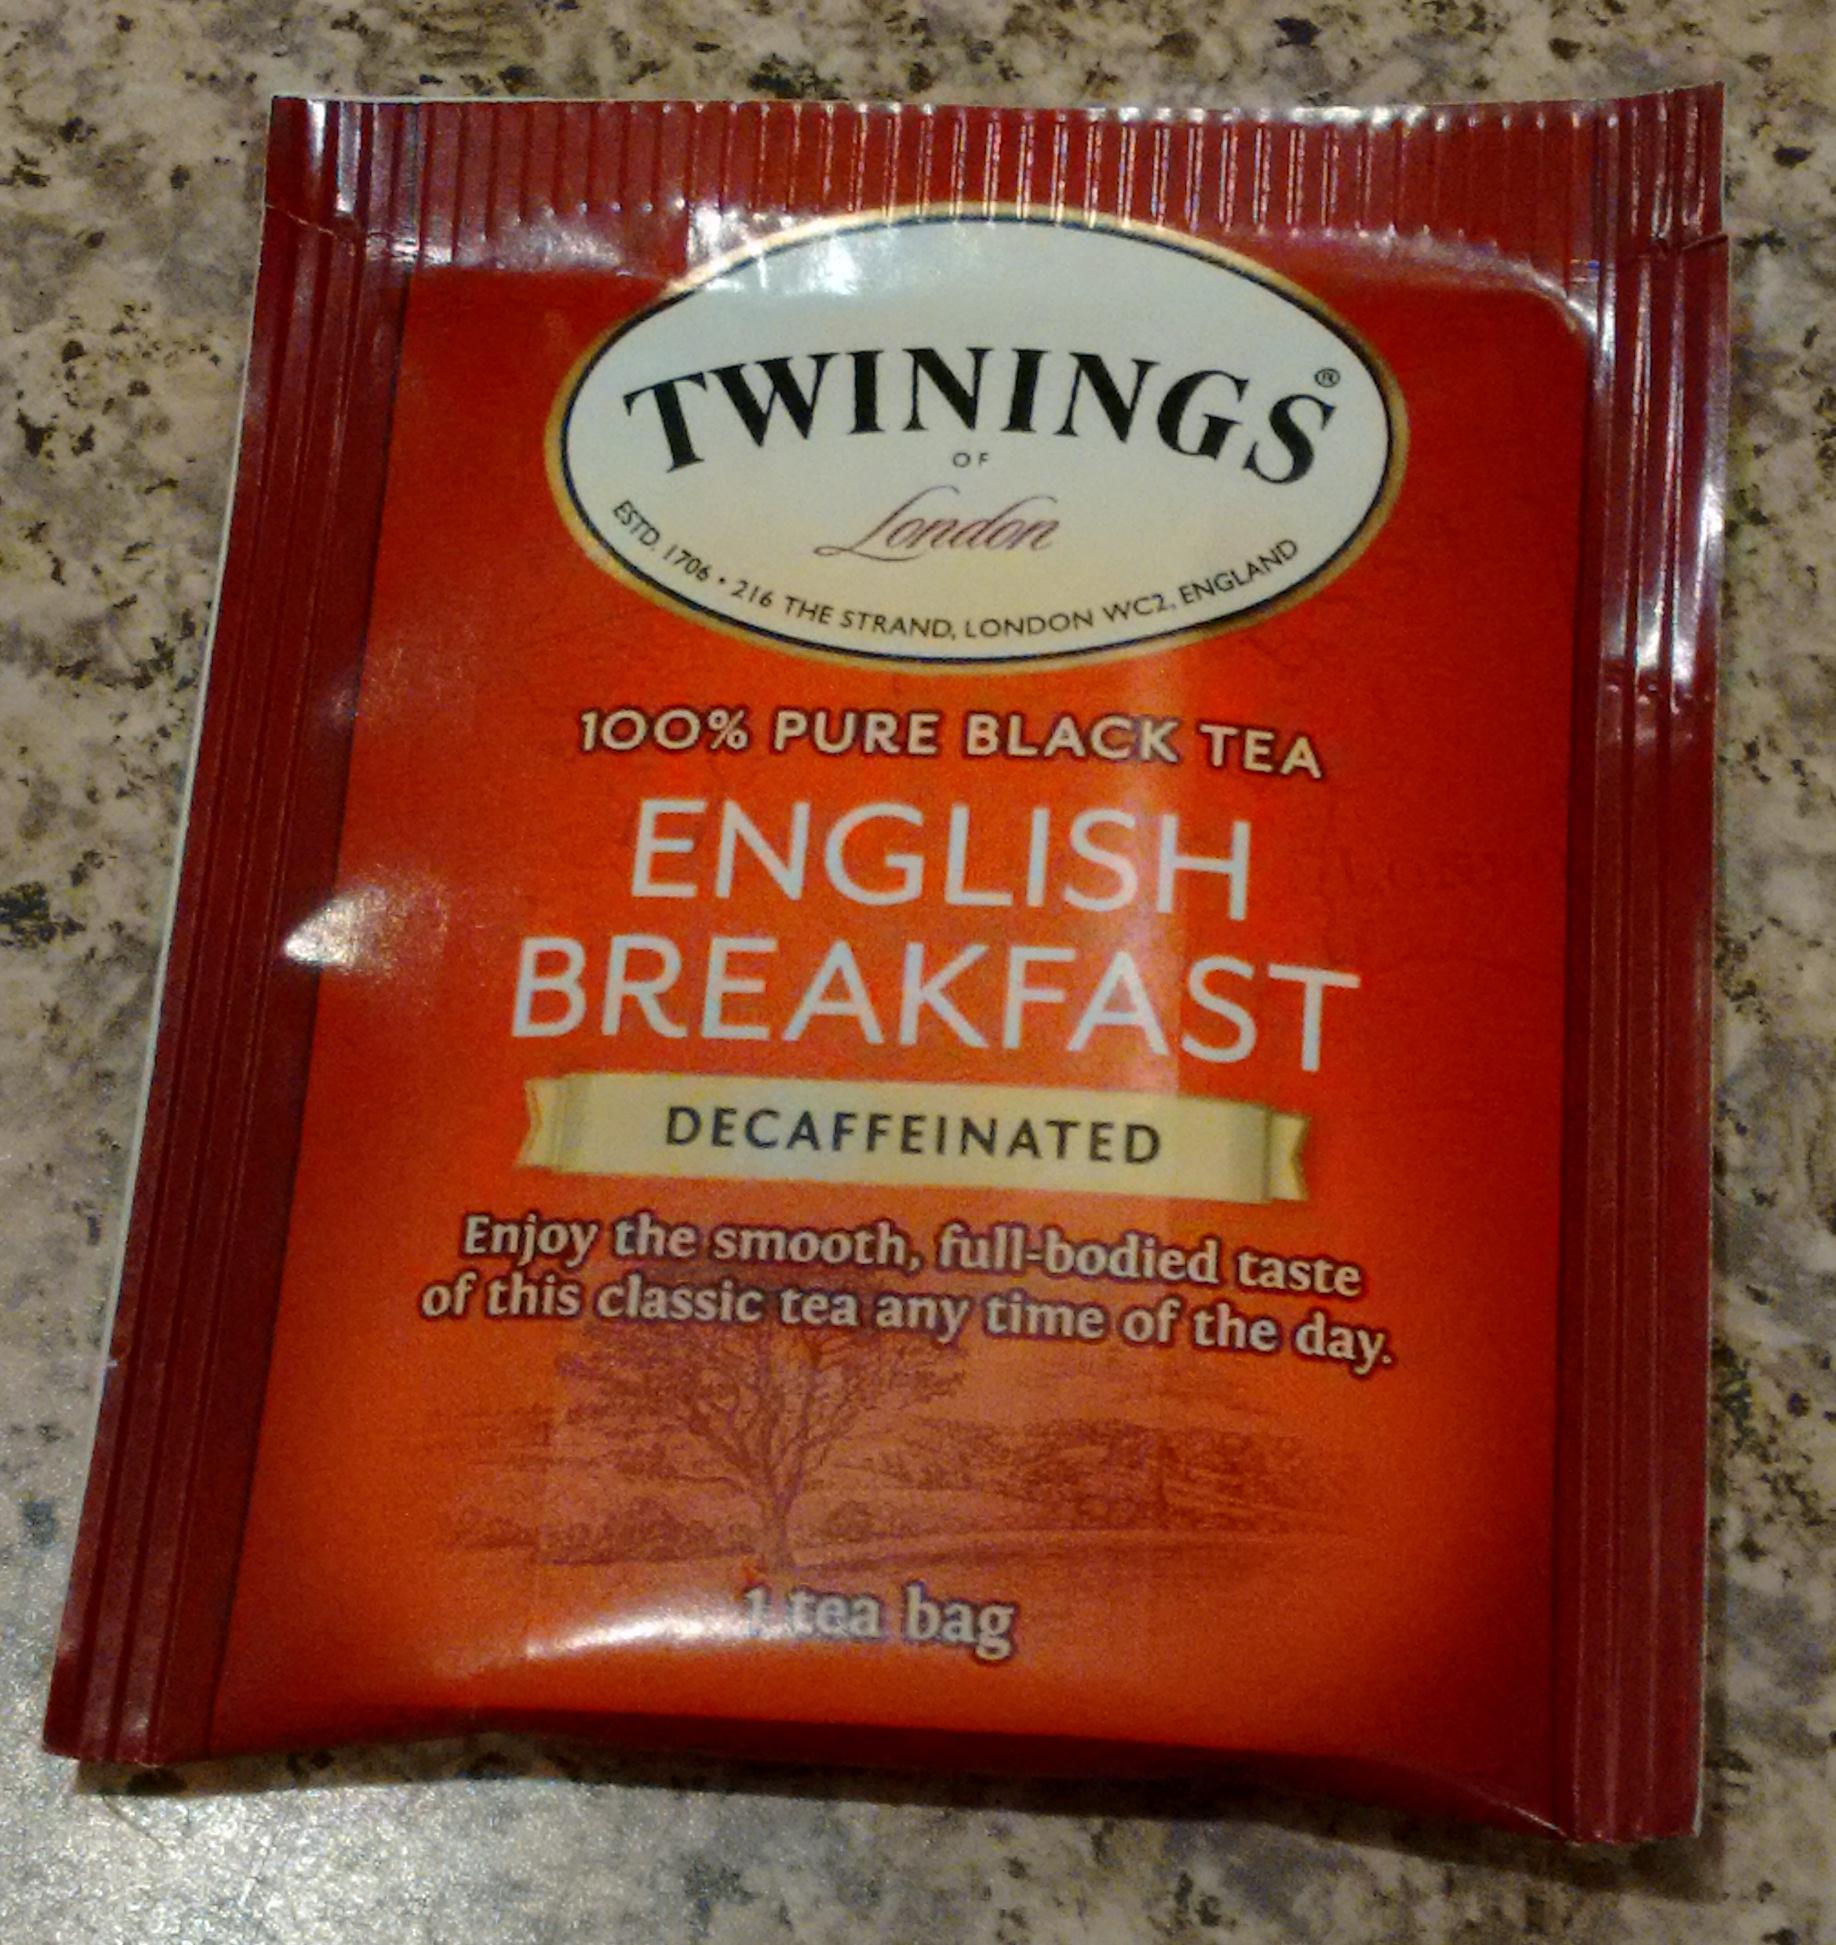 TWININGS®
OF
London
ESTD. 1706 • 216 THE STRAND, LONDON WC2, ENGLAND
100% PURE BLACK TEA
ENGLISH
BREAKFAST
DECAFFEINATED
Enjoy the smooth, full-bodied taste
of this classic tea any time of the day.
1 tea bag